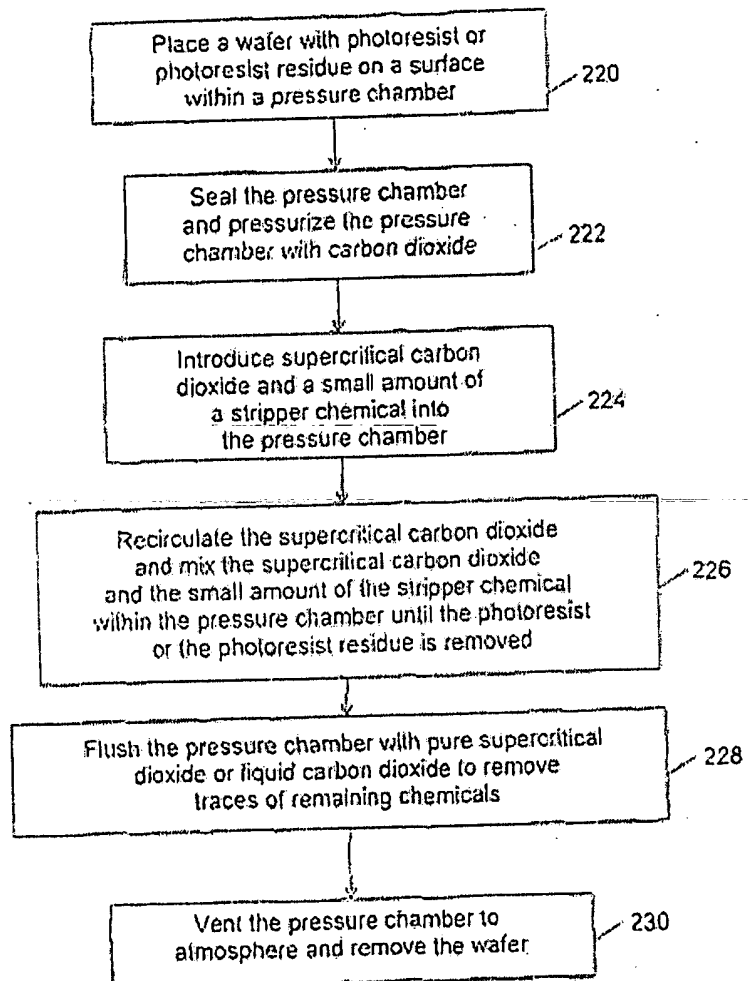 Place a wafer with photoresist or
photoresist residue on a surface
within a pressure chamber
220
Seal the pressure chamber
and pressurize the pressure
chamber with carbon dioxide
222
Introduce supercritical carbon
dioxide and a small amount of
a stripper chemical into
the pressure chamber
224
Recirculate the supercritical carbon dioxide
and mix the supercritical carbon dioxide
and the small amount of the stripper chemical
within the pressure chamber until the photoresist
or the photoresist residue is removed
226
Flush the pressure chamber with pure supercritical
dioxide or liquid carbon dioxide to remove
traces of remaining chemicals
228
Vent the pressure chamber to
atmosphere and remove the wafer
230